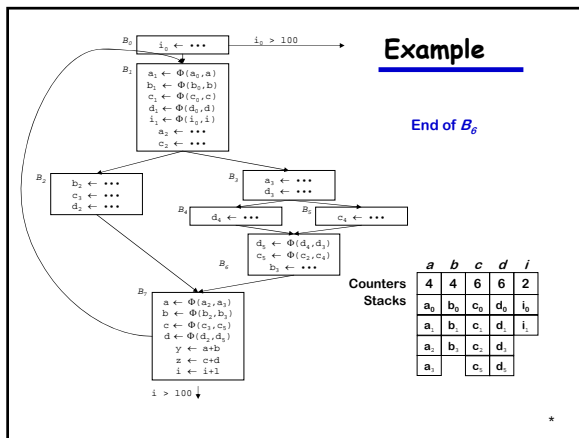 Example
End of B6
B0
i0 ← •••
i0 > 100
B1
a1 ← Φ(a0,a)
b1 ← Φ(b0,b)
c1 ← Φ(c0,c)
d1 ← Φ(d0,d)
i1 ← Φ(i0,i)
a2 ← •••
c2 ← •••
B2
b2 ← •••
c3 ← •••
d2 ← •••
B3
a3 ← •••
d3 ← •••
B4
d4 ← •••
B5
c4 ← •••
d5 ← Φ(d4,d3)
c5 ← Φ(c2,c4)
b3 ← •••
B6
B7
a ← Φ(a2,a3)
b ← Φ(b2,b3)
c ← Φ(c3,c5)
d ← Φ(d2,d5)
y ← a+b
z ← c+d
i ← i+1
i > 100
a b c d i
Counters 4 4 6 6 2
Stacks a0 b0 c0 d0 i0
a1 b1 c1 d1 i1
a2 b3 c2 d3
a3 c5 d5
*